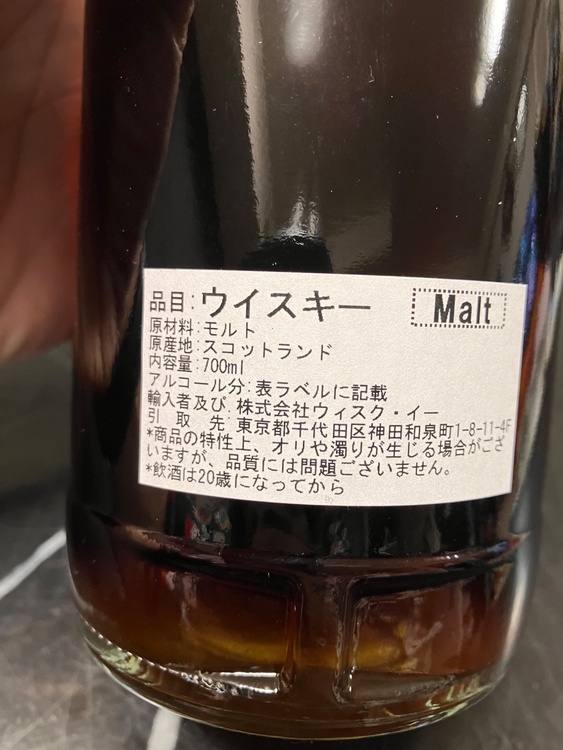 品目:ウイスキー Malt
原材料:モルト
原産地:スコットランド
内容量:700ml
アルコール分:表ラベルに記載
輸入者及び.株式会社ウィスク・イー
引 取 先:東京都千代田区神田和泉町1-8-11-4F
*商品の特性上、オリや濁りが生じる場合がござ
いますが、品質には問題ございません。
*飲酒は20歳になってから